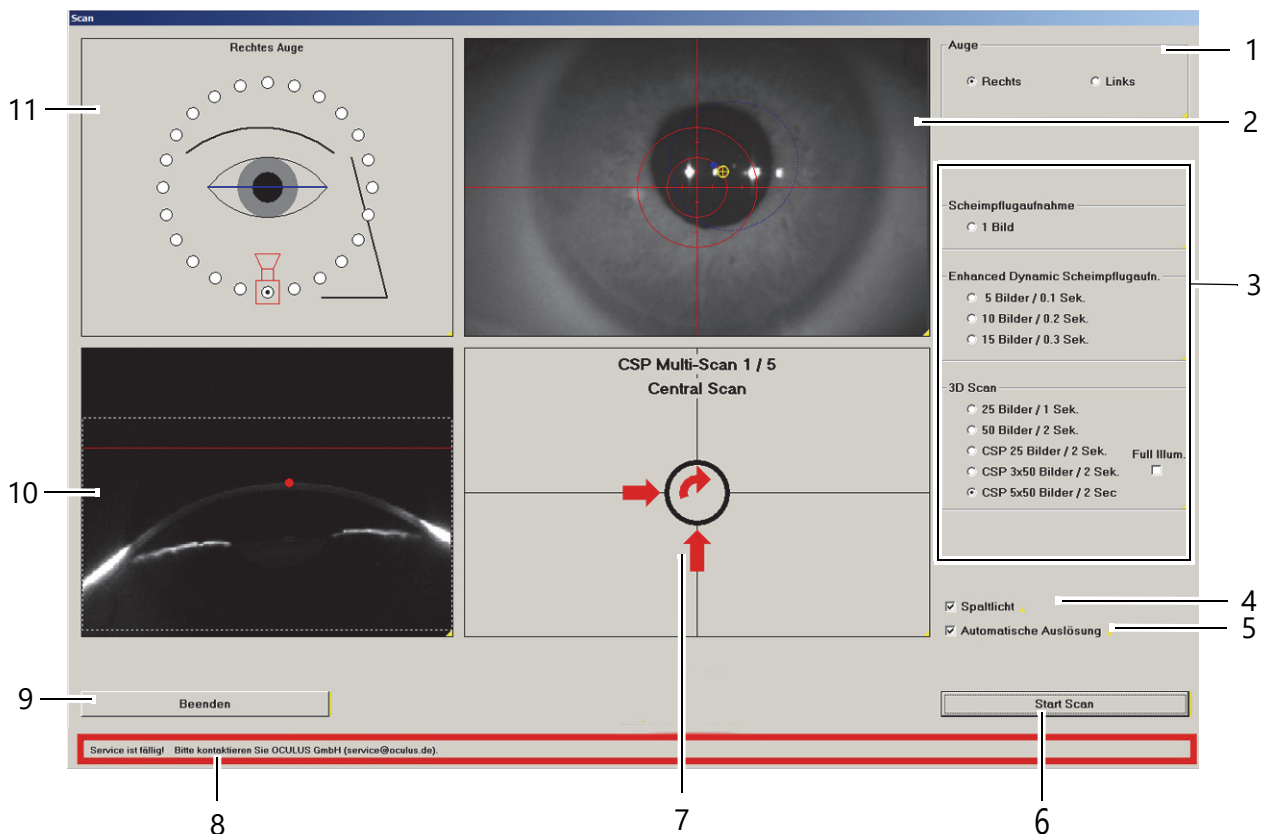 Scan
Rechtes Auge
Auge
Rechts
Links
1
2
11
Scheimpflugaufnahme
1 Bild
Enhanced Dynamic Scheimpflugaufn.
5 Bilder / 0.1 Sek.
10 Bilder / 0.2 Sek.
15 Bilder / 0.3 Sek.
3
3D Scan
25 Bilder / 1 Sek.
50 Bilder / 2 Sek.
CSP 25 Bilder / 2 Sek.
Full Illum.
CSP 3x50 Bilder / 2 Sek.
CSP 5x50 Bilder / 2 Sec
CSP Multi-Scan 1 / 5
Central Scan
10
Spaltlicht
4
Automatische Auslösung
5
9
Beenden
Start Scan
Service ist fällig! Bitte kontaktieren Sie OCULUS GmbH (service@oculus.de).
8
7
6